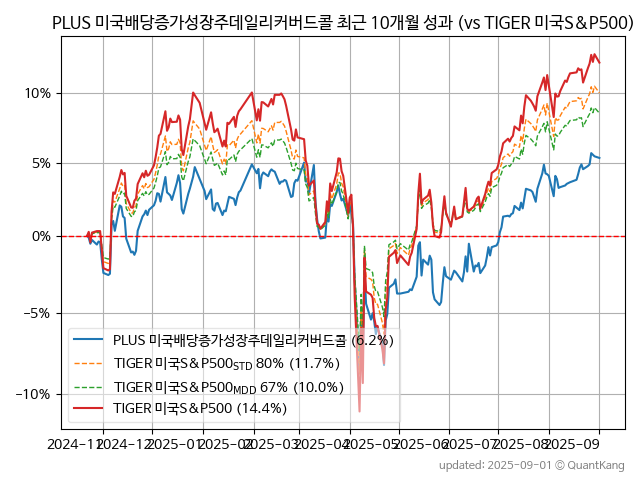 PLUS 미국배당증가성장주데일리커버드콜 최근 10개월 성과 (vs TIGER 미국S&P500)
10%
5%
0%
−5%
−10%
PLUS 미국배당증가성장주데일리커버드콜 (6.2%)
TIGER 미국S&P500STD 80% (11.7%)
TIGER 미국S&P500MDD 67% (10.0%)
TIGER 미국S&P500 (14.4%)
2024-11 2024-12 2025-01 2025-02 2025-03 2025-04 2025-05 2025-06 2025-07 2025-08 2025-09
updated: 2025-09-01 © QuantKang